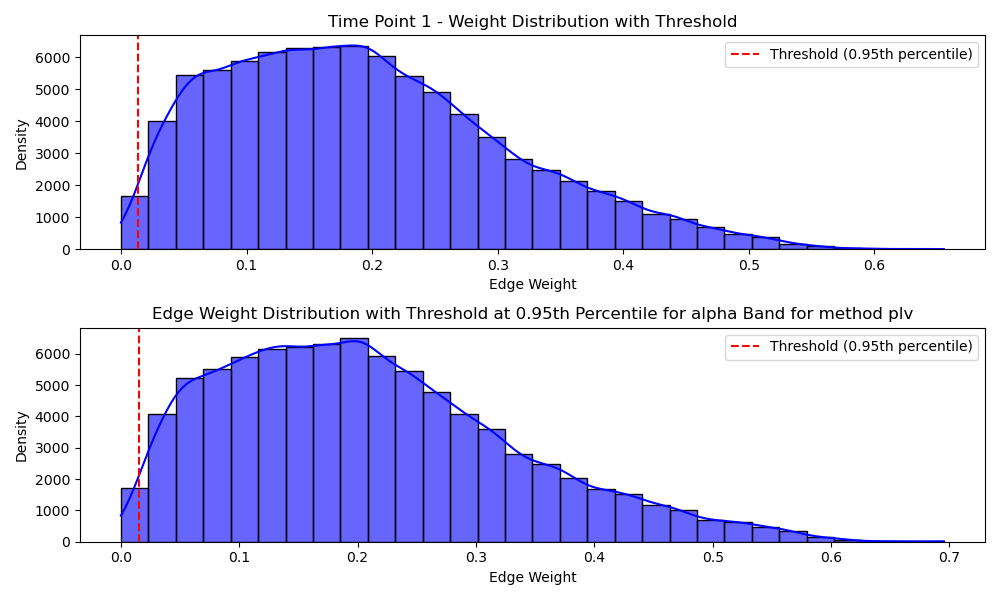 Time Point 1 - Weight Distribution with Threshold
Threshold (0.95th percentile)
Density
6000
5000
4000
3000
2000
1000
0
0.0 0.1 0.2 0.3 0.4 0.5 0.6
Edge Weight
Edge Weight Distribution with Threshold at 0.95th Percentile for alpha Band for method plv
Threshold (0.95th percentile)
Density
6000
5000
4000
3000
2000
1000
0
0.0 0.1 0.2 0.3 0.4 0.5 0.6 0.7
Edge Weight